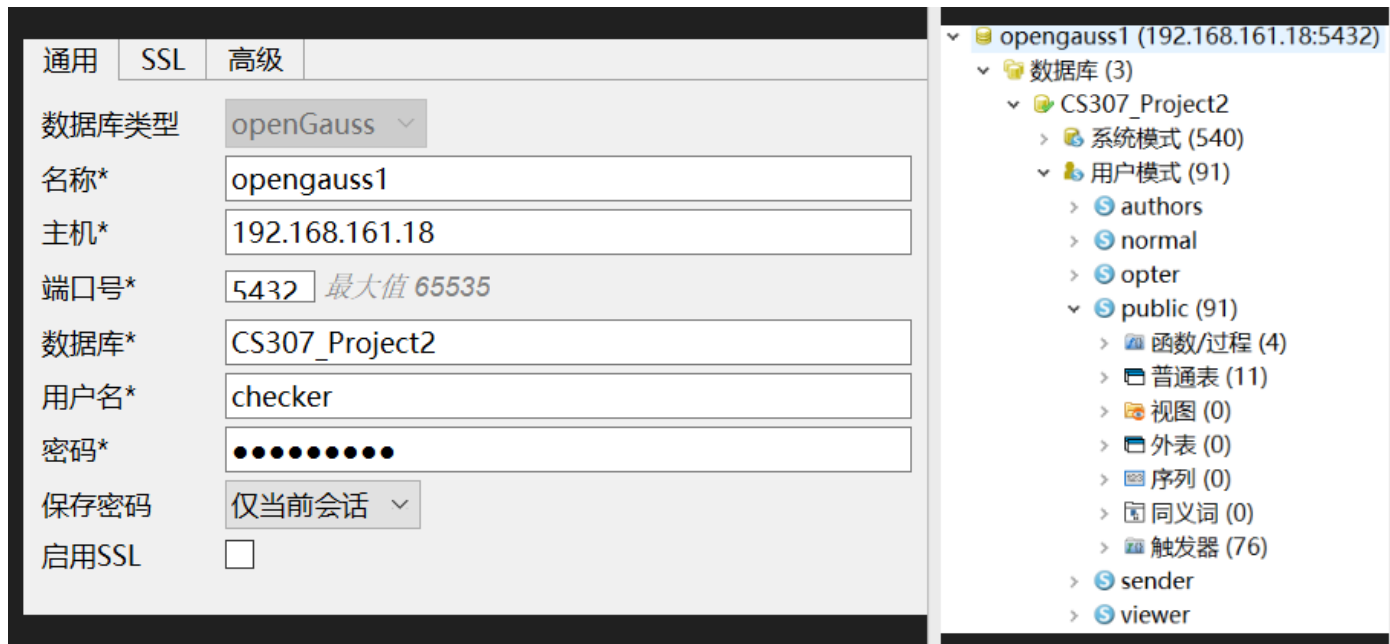 通用 SSL 高级
数据库类型 openGauss
名称* opengauss1
主机* 192.168.161.18
端口号* 5432 最大值 65535
数据库* CS307_Project2
用户名* checker
密码* ●●●●●●●●●
保存密码 仅当前会话
启用SSL
opengauss1 (192.168.161.18:5432)
数据库 (3)
CS307_Project2
系统模式 (540)
用户模式 (91)
authors
normal
opter
public (91)
函数/过程 (4)
普通表 (11)
视图 (0)
外表 (0)
序列 (0)
同义词 (0)
触发器 (76)
sender
viewer